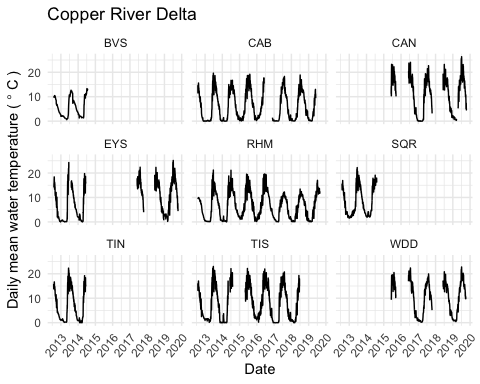 Copper River Delta
BVS CAB CAN
20
10
0
EYS RHM SQR
20
10
0
TIN TIS WDD
20
10
0
2013 2014 2015 2016 2017 2018 2019 2020 2013 2014 2015 2016 2017 2018 2019 2020 2013 2014 2015 2016 2017 2018 2019 2020
Date
Daily mean water temperature ( ° C )